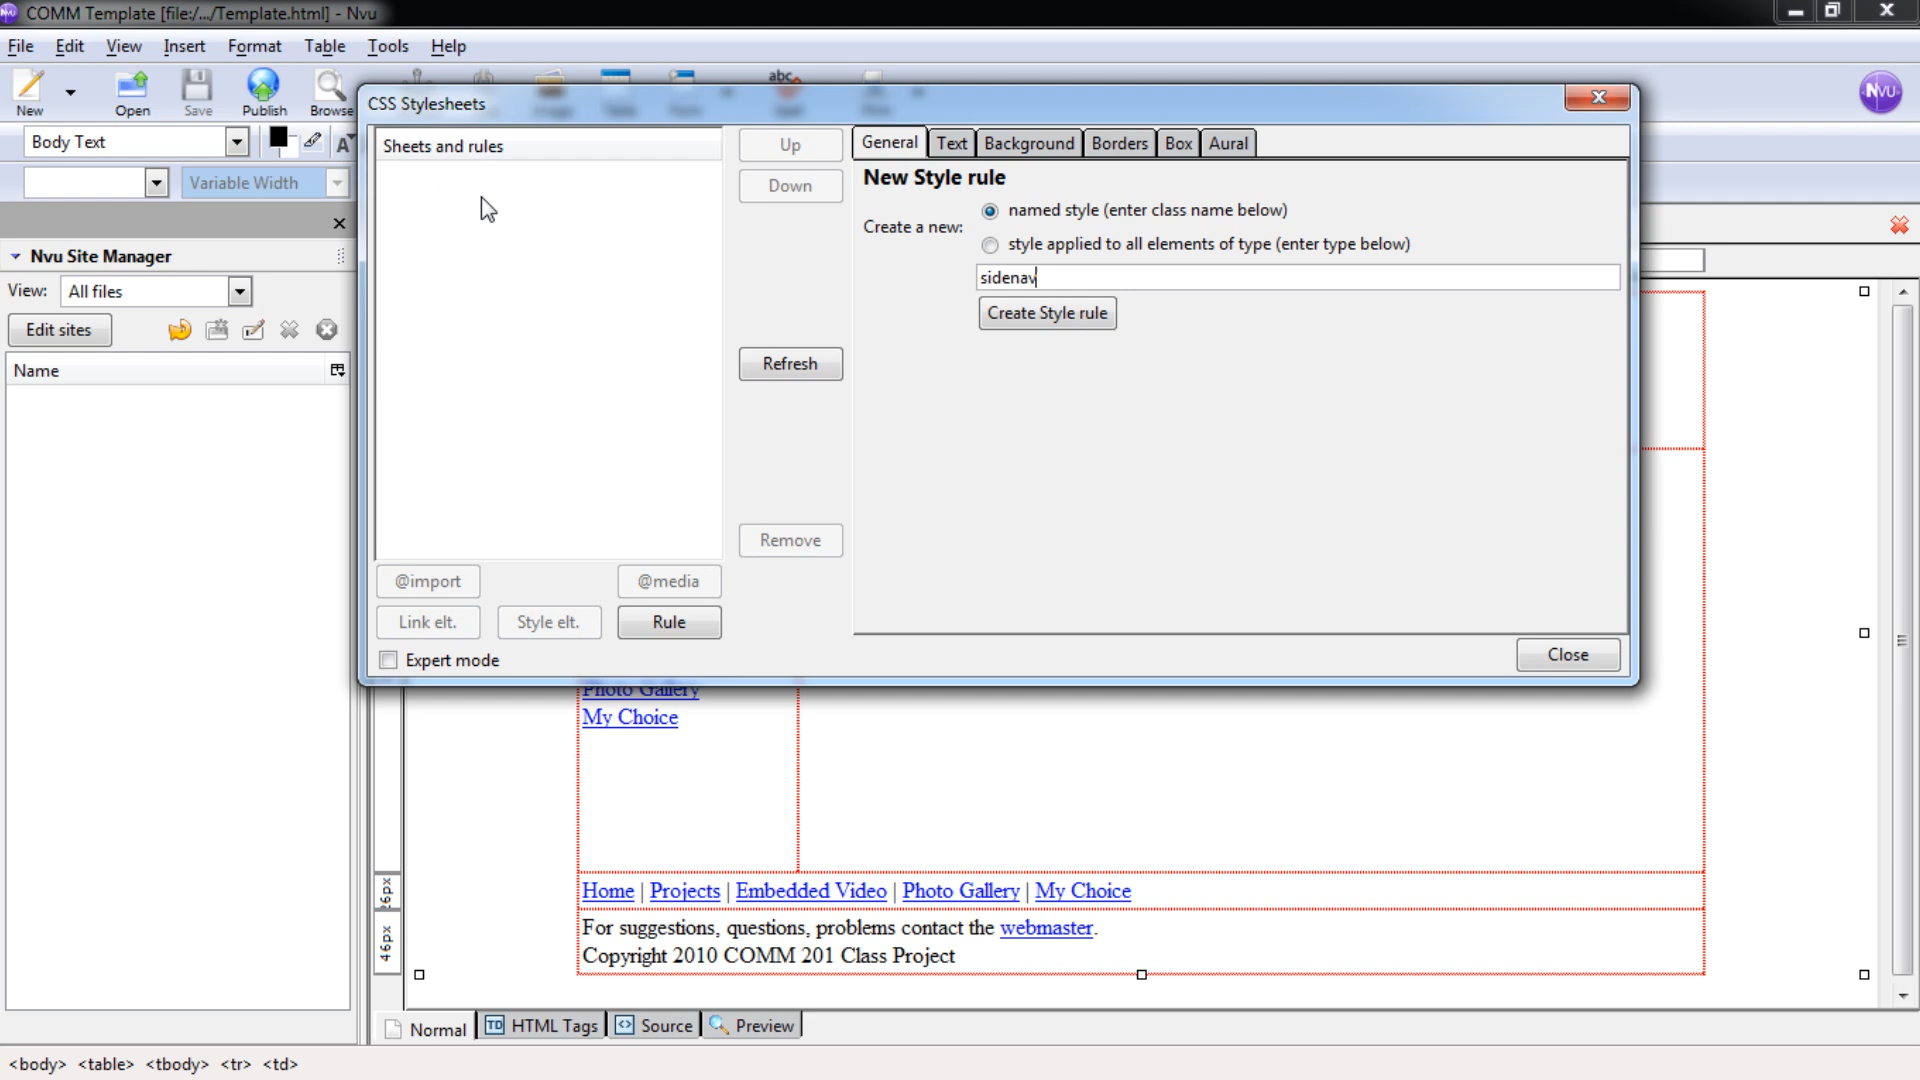 COMM Template [file:/.../Template.html] - Nvu
File Edit View Insert Format Table Tools Help
New Open Save Publish Browse
abc
NVU
CSS Stylesheets
Body Text
Variable Width
Sheets and rules
Up
Down
Refresh
Remove
General Text Background Borders Box Aural
New Style rule
Create a new:
named style (enter class name below)
style applied to all elements of type (enter type below)
sidenav
Create Style rule
Nvu Site Manager
View: All files
Edit sites
Name
@import @media
Link elt. Style elt. Rule
Expert mode
Close
Photo Gallery
My Choice
Home | Projects | Embedded Video | Photo Gallery | My Choice
For suggestions, questions, problems contact the webmaster.
Copyright 2010 COMM 201 Class Project
26px
46px
Normal HTML Tags Source Preview
<body> <table> <tbody> <tr> <td>